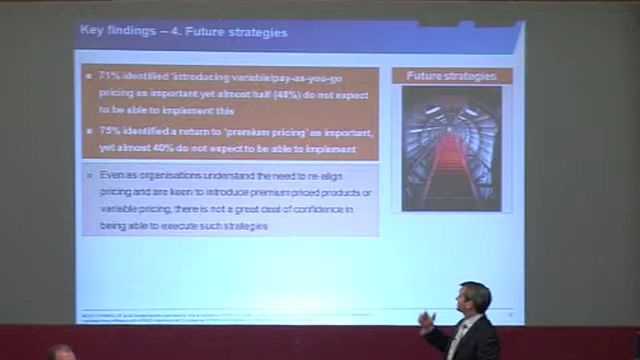 Key findings – 4. Future strategies
71% identified 'introducing variable/pay-as-you-go
pricing as important yet almost half (48%) do not expect
to be able to implement this
75% identified a return to 'premium pricing' as important,
yet almost 40% do not expect to be able to implement
Even as organisations understand the need to re-align
pricing and are keen to introduce premium priced products or
variable pricing, there is not a great deal of confidence in
being able to execute such strategies
Future strategies